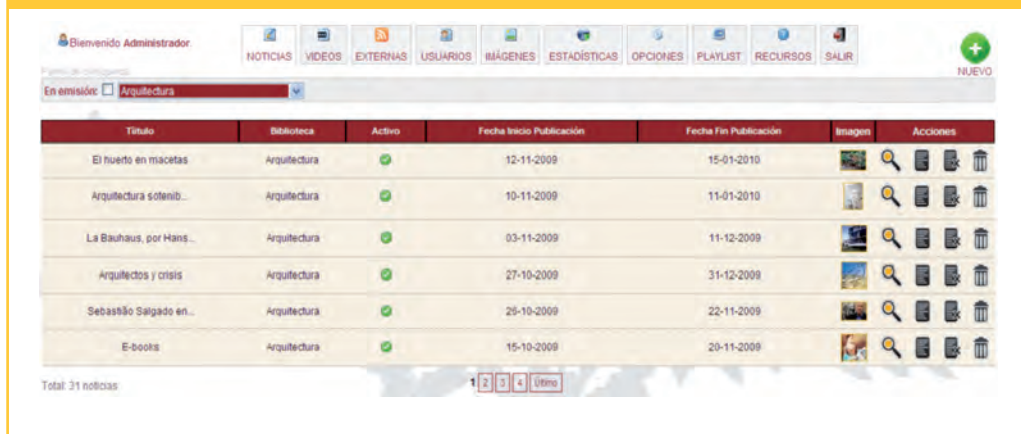 Bienvenido Administrador
NOTICIAS VIDEOS EXTERNAS USUARIOS IMÁGENES ESTADÍSTICAS OPCIONES PLAYLIST RECURSOS SALIR
NUEVO
En emisión: Arquitectura
Título Biblioteca Activo Fecha Inicio Publicación Fecha Fin Publicación Imagen Acciones
El huerto en macetas Arquitectura 12-11-2009 15-01-2010
Arquitectura sotenib... Arquitectura 10-11-2009 11-01-2010
La Bauhaus, por Hans... Arquitectura 03-11-2009 11-12-2009
Arquitectos y crisis Arquitectura 27-10-2009 31-12-2009
Sebastião Salgado en... Arquitectura 26-10-2009 22-11-2009
E-books Arquitectura 15-10-2009 20-11-2009
Total: 31 noticias
1 2 3 4 Último